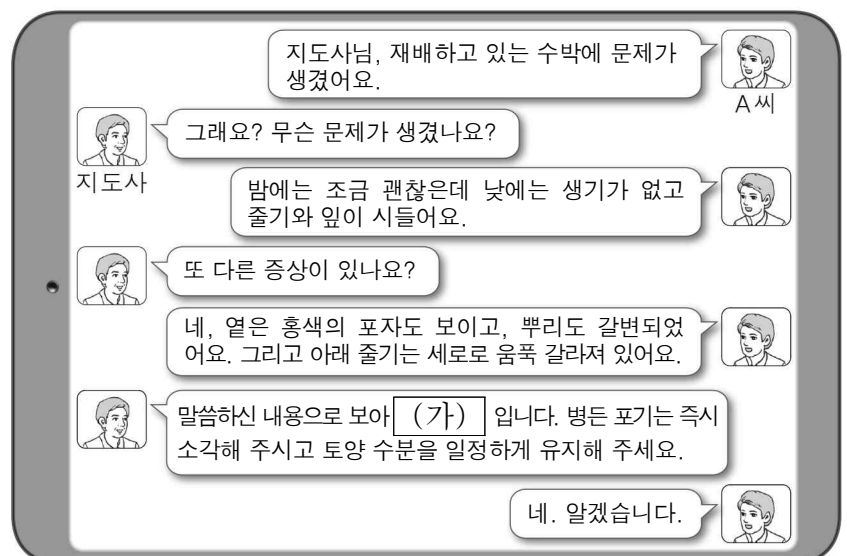 지도사님, 재배하고 있는 수박에 문제가
생겼어요.
A 씨
그래요? 무슨 문제가 생겼나요?
지도사
밤에는 조금 괜찮은데 낮에는 생기가 없고
줄기와 잎이 시들어요.
또 다른 증상이 있나요?
네, 옅은 홍색의 포자도 보이고, 뿌리도 갈변되었
어요. 그리고 아래 줄기는 세로로 움푹 갈라져 있어요.
말씀하신 내용으로 보아 (가) 입니다. 병든 포기는 즉시
소각해 주시고 토양 수분을 일정하게 유지해 주세요.
네. 알겠습니다.